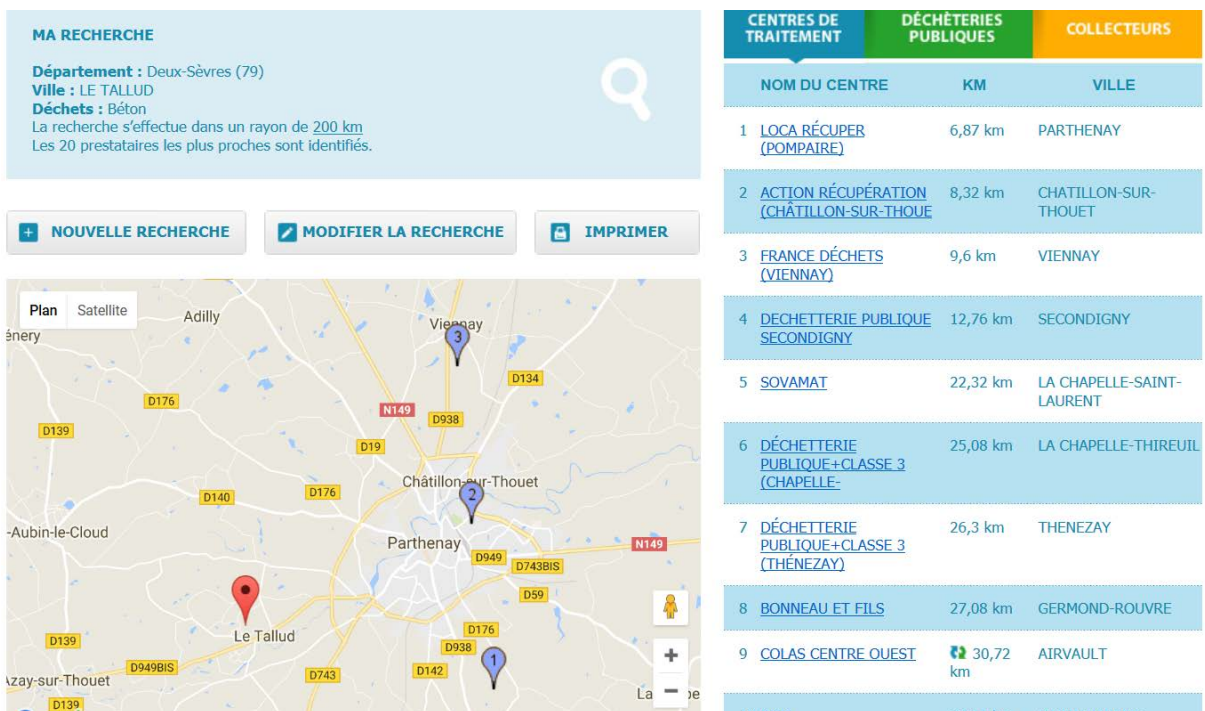 MA RECHERCHE
Département : Deux-Sèvres (79)
Ville : LE TALLUD
Déchets : Béton
La recherche s'effectue dans un rayon de 200 km
Les 20 prestataires les plus proches sont identifiés.
NOUVELLE RECHERCHE
MODIFIER LA RECHERCHE
IMPRIMER
Plan Satellite
Adilly
énery
Viennay
3
D134
D176
N149
D938
D139
D19
Châtillon-sur-Thouet
D140
D176
2
-Aubin-le-Cloud
Parthenay
N149
D949
D743BIS
D59
Le Tallud
D176
D139
D938
1
D949BIS
D743
D142
Azay-sur-Thouet
D139
CENTRES DE
TRAITEMENT
DÉCHÈTERIES
PUBLIQUES
COLLECTEURS
NOM DU CENTRE KM VILLE
1 LOCA RÉCUPER 6,87 km PARTHENAY
(POMPAIRE)
2 ACTION RÉCUPÉRATION 8,32 km CHATILLON-SUR-
(CHÂTILLON-SUR-THOUE THOUET
3 FRANCE DÉCHETS 9,6 km VIENNAY
(VIENNAY)
4 DECHETTERIE PUBLIQUE 12,76 km SECONDIGNY
SECONDIGNY
5 SOVAMAT 22,32 km LA CHAPELLE-SAINT-
LAURENT
6 DÉCHETTERIE 25,08 km LA CHAPELLE-THIREUIL
PUBLIQUE+CLASSE 3
(CHAPELLE-
7 DÉCHETTERIE 26,3 km THENEZAY
PUBLIQUE+CLASSE 3
(THÉNEZAY)
8 BONNEAU ET FILS 27,08 km GERMOND-ROUVRE
9 COLAS CENTRE OUEST 30,72 AIRVAULT
km